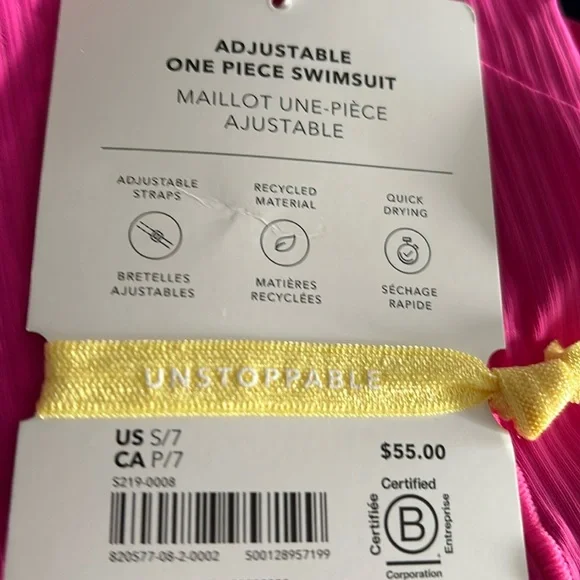 ADJUSTABLE
ONE PIECE SWIMSUIT
MAILLOT UNE-PIÈCE
AJUSTABLE
ADJUSTABLE
STRAPS
BRETELLES
AJUSTABLES
RECYCLED
MATERIAL
MATIÈRES
RECYCLÉES
QUICK
DRYING
SÉCHAGE
RAPIDE
UNSTOPPABLE
US S/7
CA P/7
S219-0008
820577-08-2-0002 500128957199
$55.00
Certified
Certifiée
B
Entreprise
Corporation